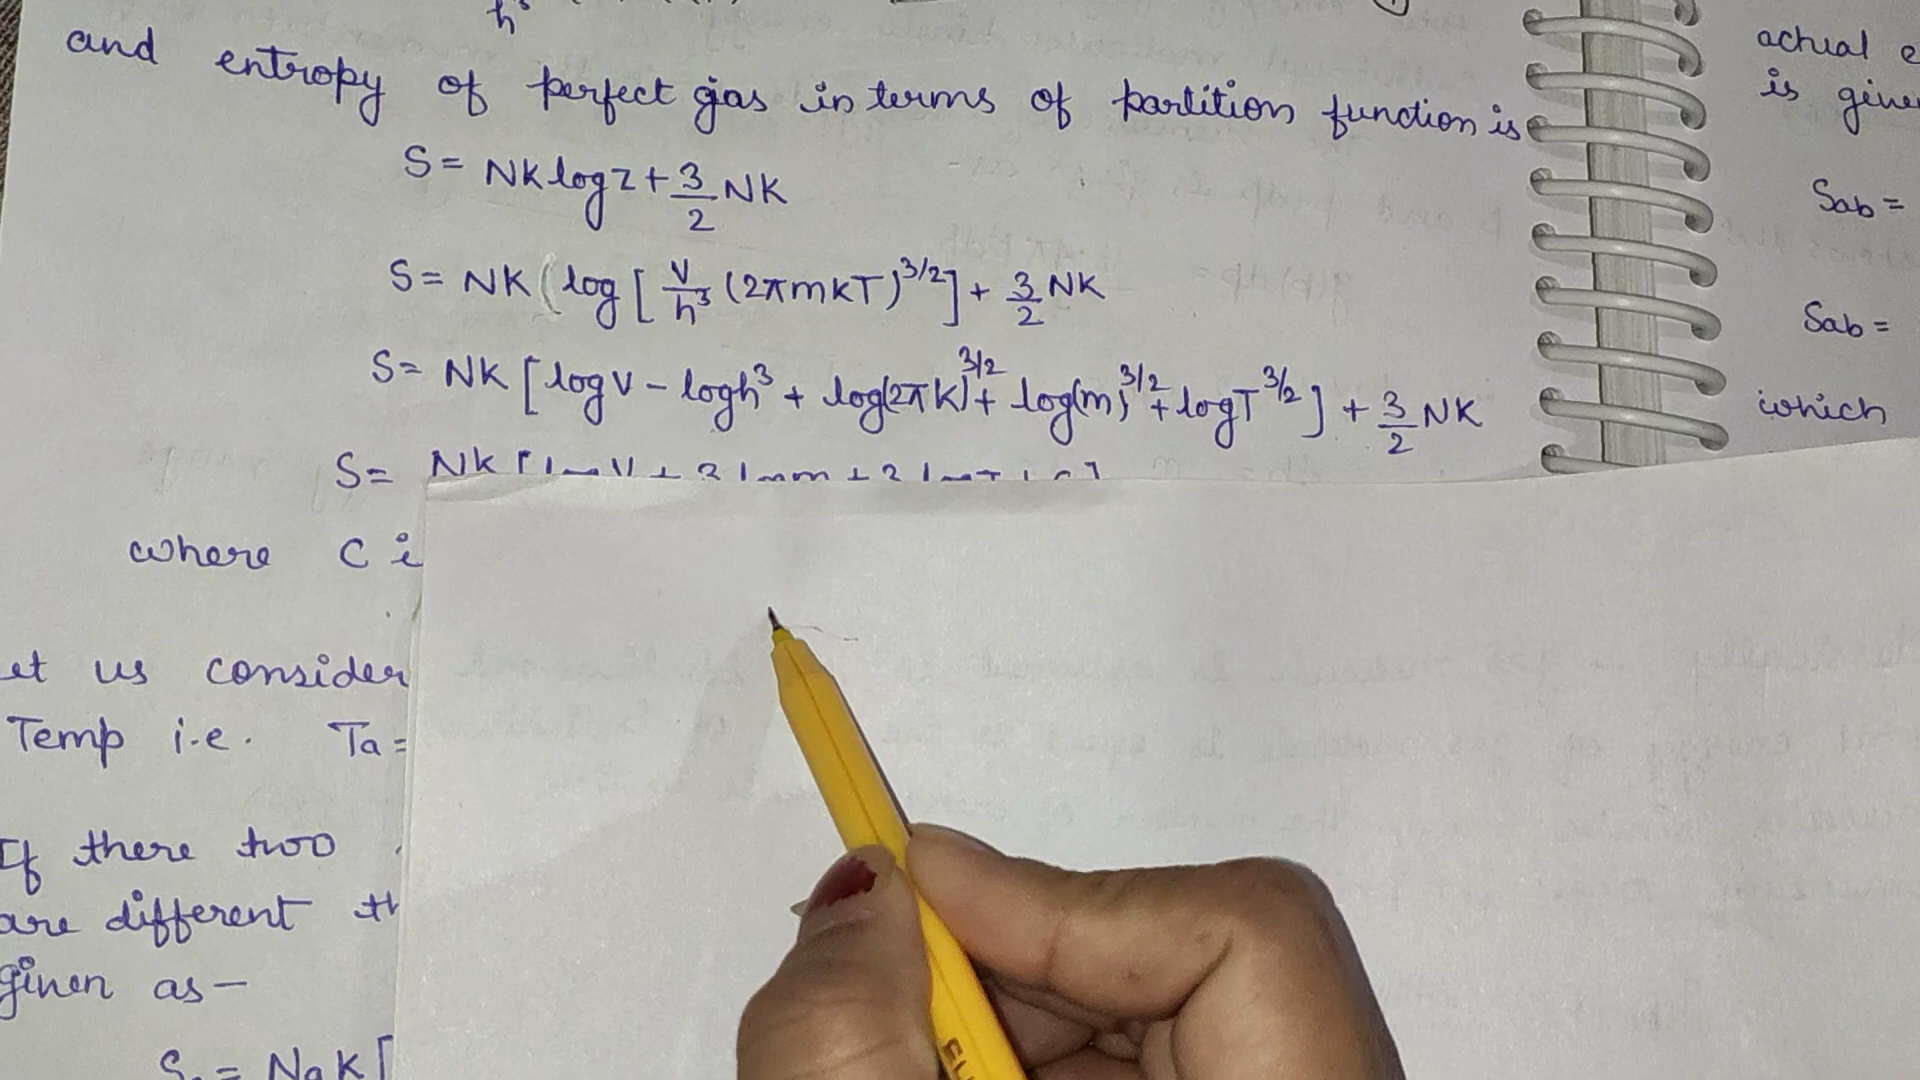 and entropy of perfect gas in terms of partition function is
S = NK log Z + 3/2 NK
S = NK ( log [ V/h³ (2πmKT)^3/2 ] + 3/2 NK
S = NK [ log V - log h³ + log(2πK)^3/2 + log(m)^3/2 + log T^3/2 ] + 3/2 NK
S = NK [
where C
et us consider
Temp i.e. Ta =
If there two
are different
given as -
= NaK [
actual
is
Sab =
Sab =
which